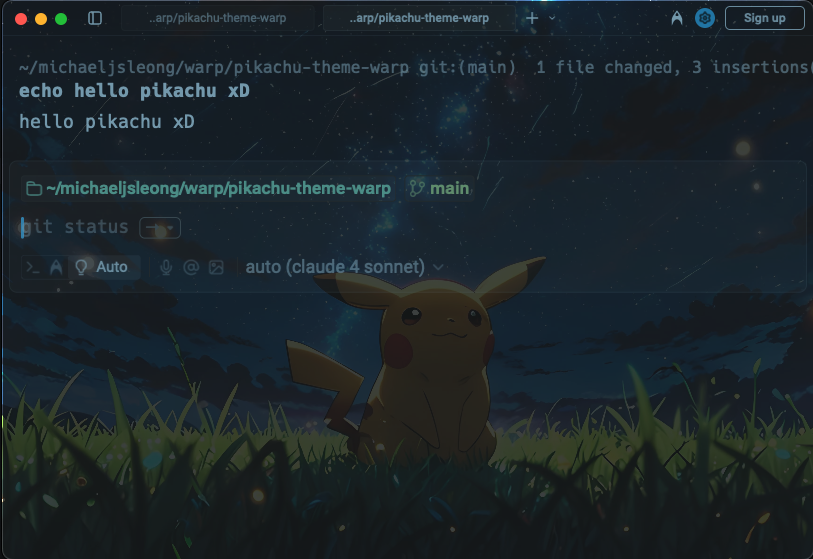 ..arp/pikachu-theme-warp ..arp/pikachu-theme-warp Sign up
~/michaeljsleong/warp/pikachu-theme-warp git:(main) 1 file changed, 3 insertions(
echo hello pikachu xD
hello pikachu xD
~/michaeljsleong/warp/pikachu-theme-warp main
git status
Auto @ auto (claude 4 sonnet)